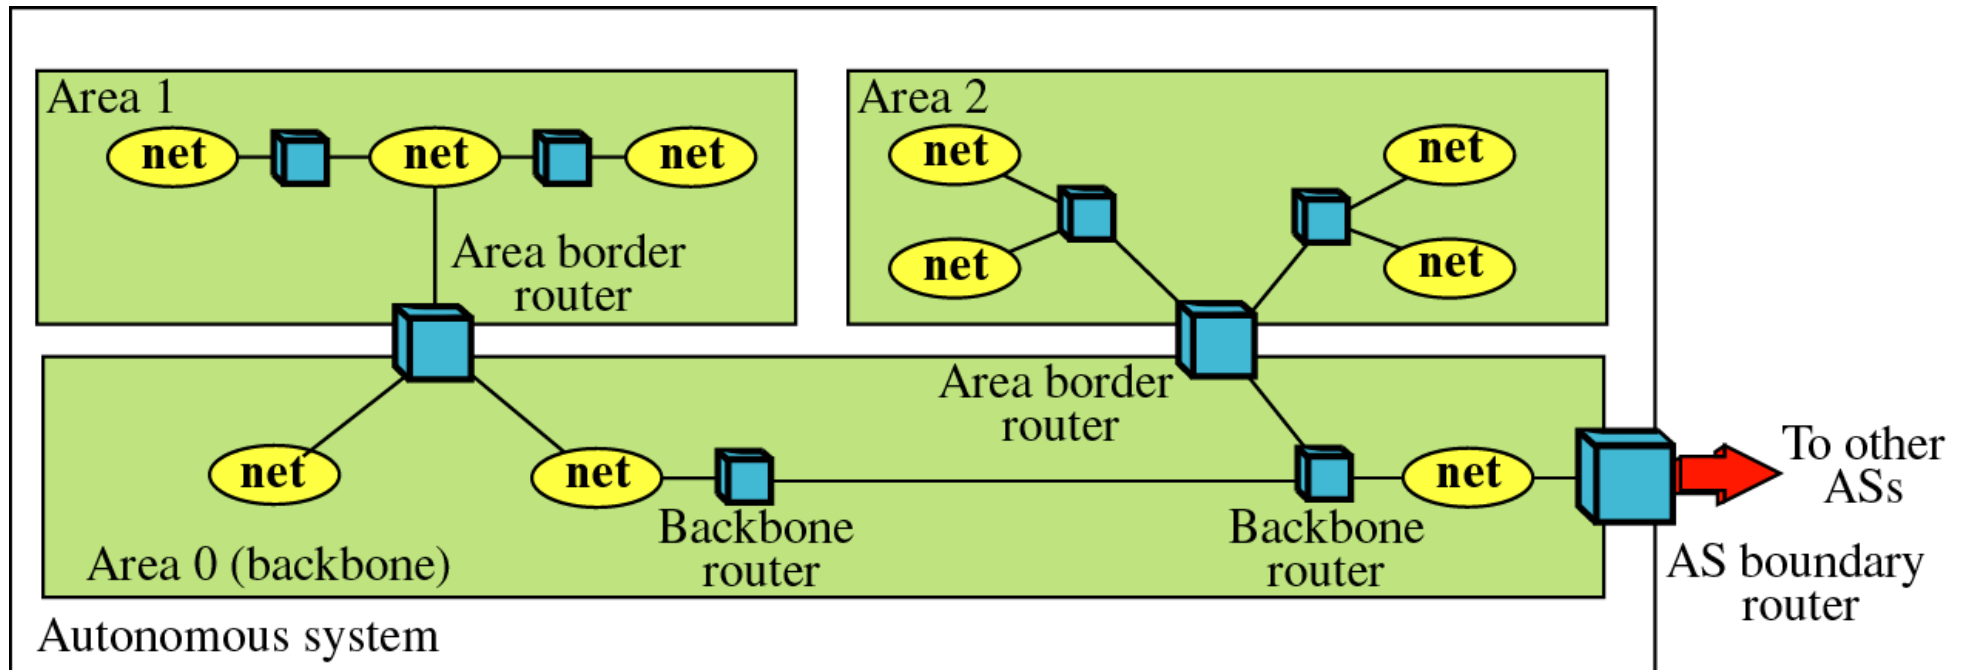 Area 1
net
net
net
Area border
router
Area 2
net
net
net
net
Area border
router
net
net
net
Backbone
router
Backbone
router
Area 0 (backbone)
To other
ASs
AS boundary
router
Autonomous system